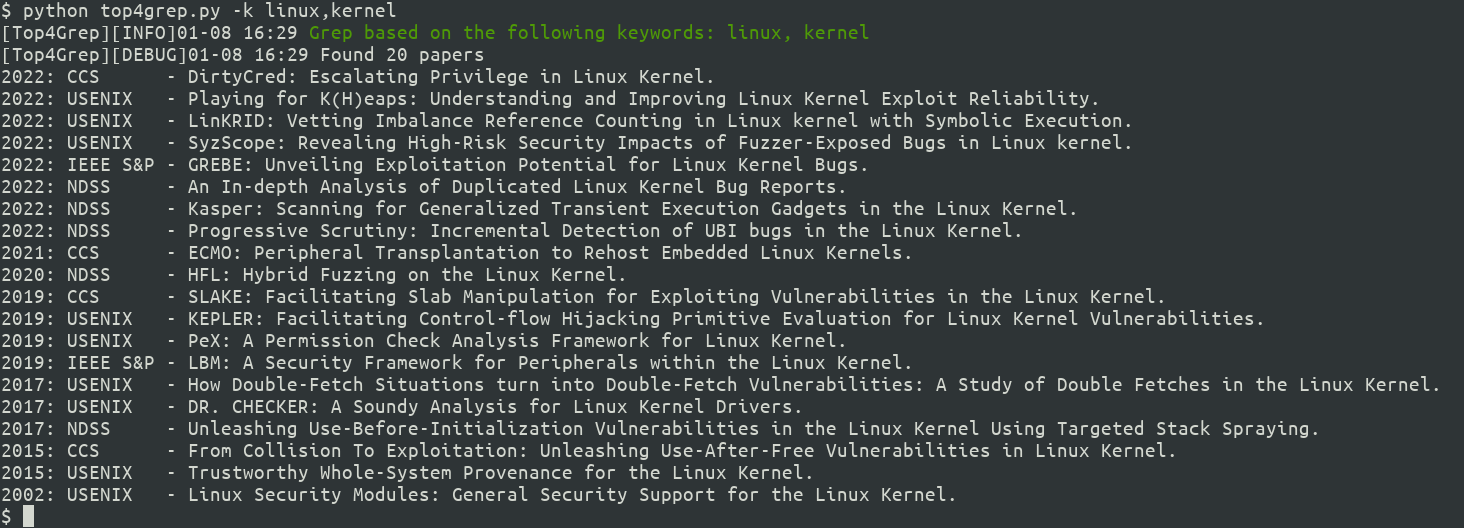 $ python top4grep.py -k linux,kernel
[Top4Grep][INFO]01-08 16:29 Grep based on the following keywords: linux, kernel
[Top4Grep][DEBUG]01-08 16:29 Found 20 papers
2022: CCS      - DirtyCred: Escalating Privilege in Linux Kernel.
2022: USENIX   - Playing for K(H)eaps: Understanding and Improving Linux Kernel Exploit Reliability.
2022: USENIX   - LinKRID: Vetting Imbalance Reference Counting in Linux kernel with Symbolic Execution.
2022: USENIX   - SyzScope: Revealing High-Risk Security Impacts of Fuzzer-Exposed Bugs in Linux kernel.
2022: IEEE S&P - GREBE: Unveiling Exploitation Potential for Linux Kernel Bugs.
2022: NDSS     - An In-depth Analysis of Duplicated Linux Kernel Bug Reports.
2022: NDSS     - Kasper: Scanning for Generalized Transient Execution Gadgets in the Linux Kernel.
2022: NDSS     - Progressive Scrutiny: Incremental Detection of UBI bugs in the Linux Kernel.
2021: CCS      - ECMO: Peripheral Transplantation to Rehost Embedded Linux Kernels.
2020: NDSS     - HFL: Hybrid Fuzzing on the Linux Kernel.
2019: CCS      - SLAKE: Facilitating Slab Manipulation for Exploiting Vulnerabilities in the Linux Kernel.
2019: USENIX   - KEPLER: Facilitating Control-flow Hijacking Primitive Evaluation for Linux Kernel Vulnerabilities.
2019: USENIX   - PeX: A Permission Check Analysis Framework for Linux Kernel.
2019: IEEE S&P - LBM: A Security Framework for Peripherals within the Linux Kernel.
2017: USENIX   - How Double-Fetch Situations turn into Double-Fetch Vulnerabilities: A Study of Double Fetches in the Linux Kernel.
2017: USENIX   - DR. CHECKER: A Soundy Analysis for Linux Kernel Drivers.
2017: NDSS     - Unleashing Use-Before-Initialization Vulnerabilities in the Linux Kernel Using Targeted Stack Spraying.
2015: CCS      - From Collision To Exploitation: Unleashing Use-After-Free Vulnerabilities in Linux Kernel.
2015: USENIX   - Trustworthy Whole-System Provenance for the Linux Kernel.
2002: USENIX   - Linux Security Modules: General Security Support for the Linux Kernel.
$